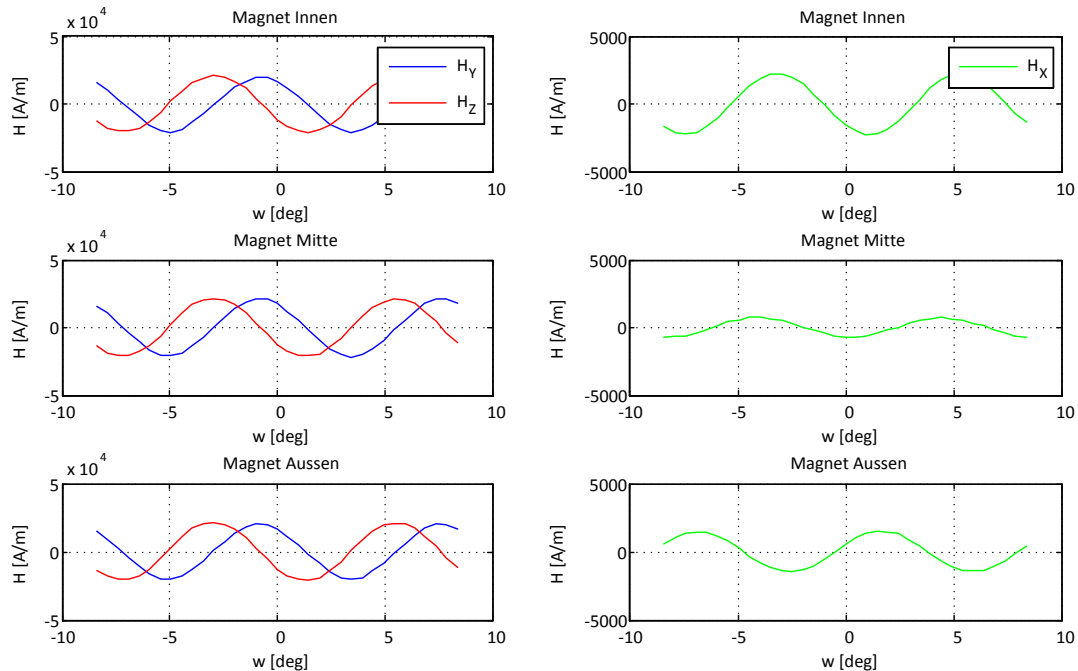 x 10^4
Magnet Innen
5
0
-5
H [A/m]
-10
-5
0
5
10
w [deg]
H_Y
H_Z
Magnet Innen
5000
0
-5000
H [A/m]
-10
-5
0
5
10
w [deg]
H_X
x 10^4
Magnet Mitte
5
0
-5
H [A/m]
-10
-5
0
5
10
w [deg]
Magnet Mitte
5000
0
-5000
H [A/m]
-10
-5
0
5
10
w [deg]
x 10^4
Magnet Aussen
5
0
-5
H [A/m]
-10
-5
0
5
10
w [deg]
Magnet Aussen
5000
0
-5000
H [A/m]
-10
-5
0
5
10
w [deg]